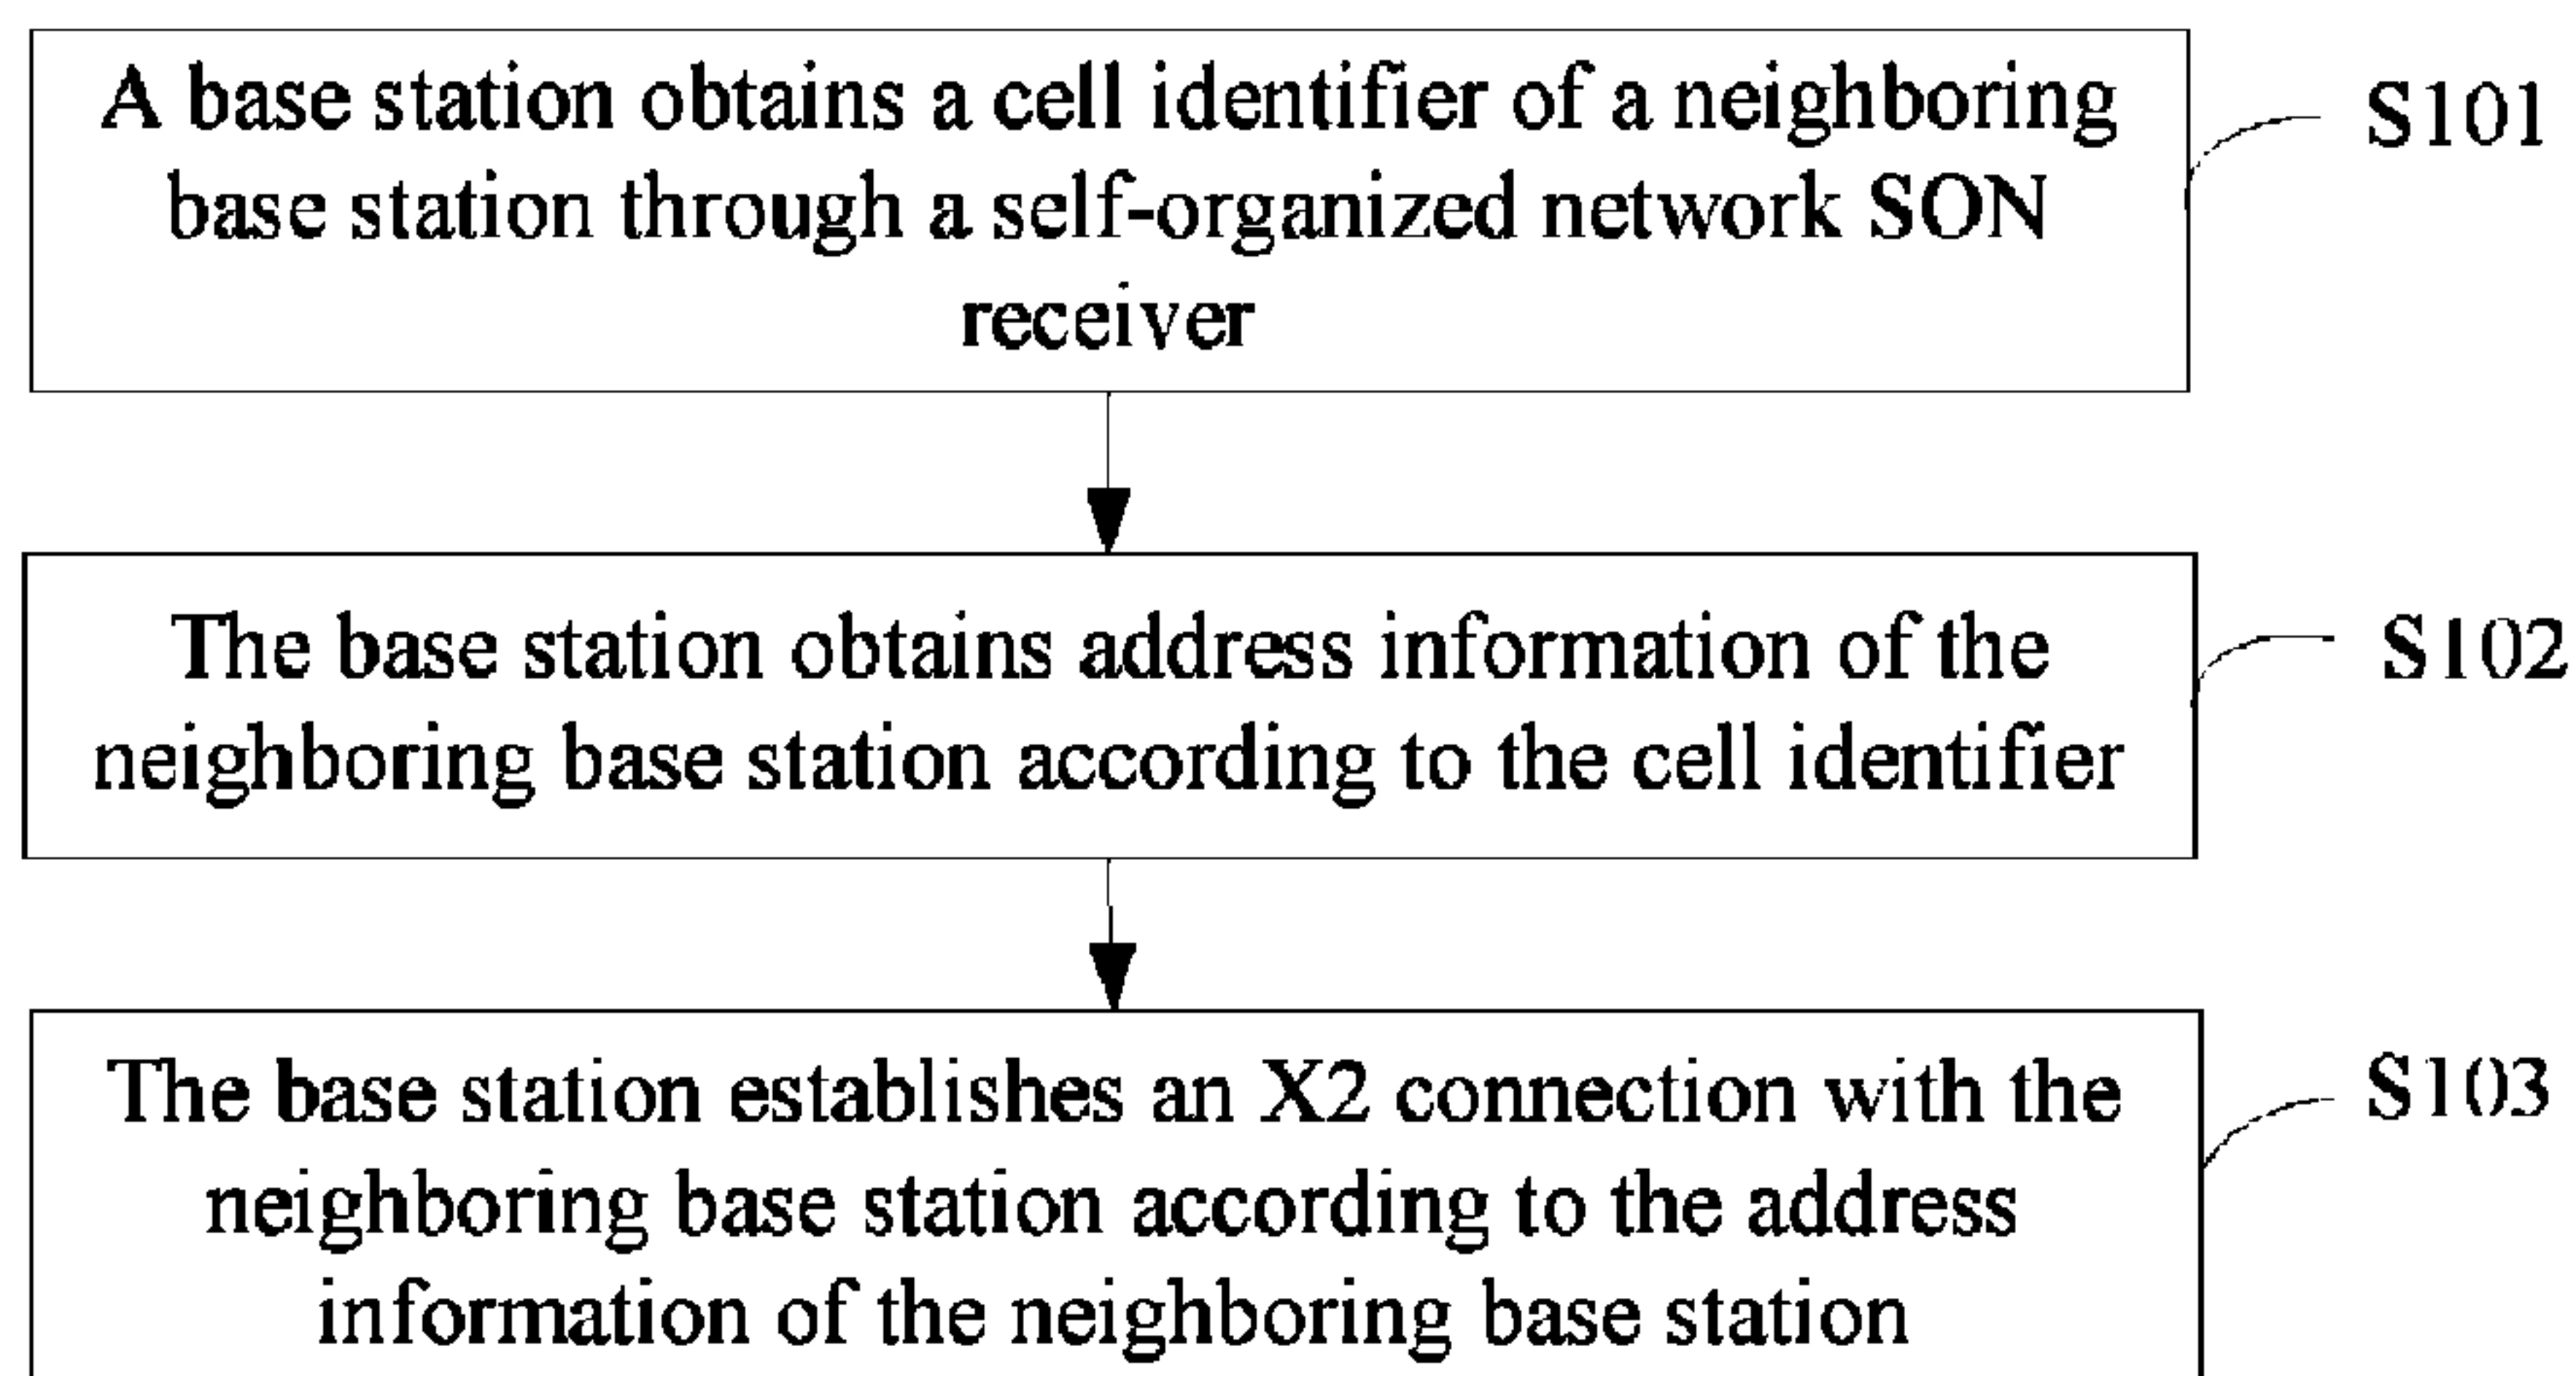 A base station obtains a cell identifier of a neighboring
base station through a self-organized network SON
receiver
S101
The base station obtains address information of the
neighboring base station according to the cell identifier
S102
The base station establishes an X2 connection with the
neighboring base station according to the address
information of the neighboring base station
S103